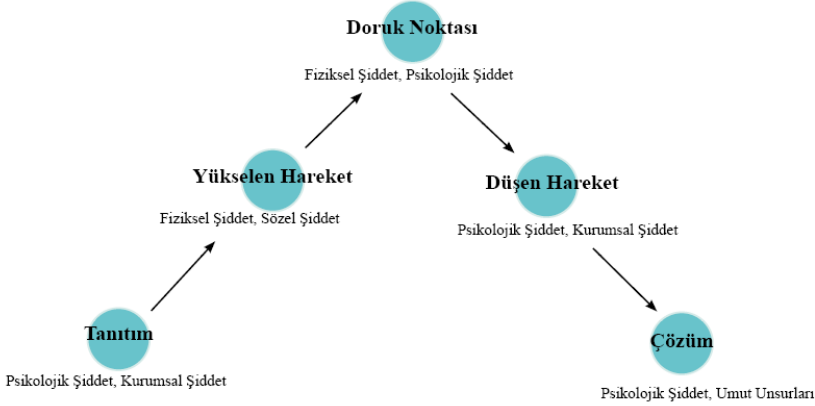 Doruk Noktası
Fiziksel Şiddet, Psikolojik Şiddet
Yükselen Hareket
Fiziksel Şiddet, Sözel Şiddet
Düşen Hareket
Psikolojik Şiddet, Kurumsal Şiddet
Tanıtım
Psikolojik Şiddet, Kurumsal Şiddet
Çözüm
Psikolojik Şiddet, Umut Unsurları